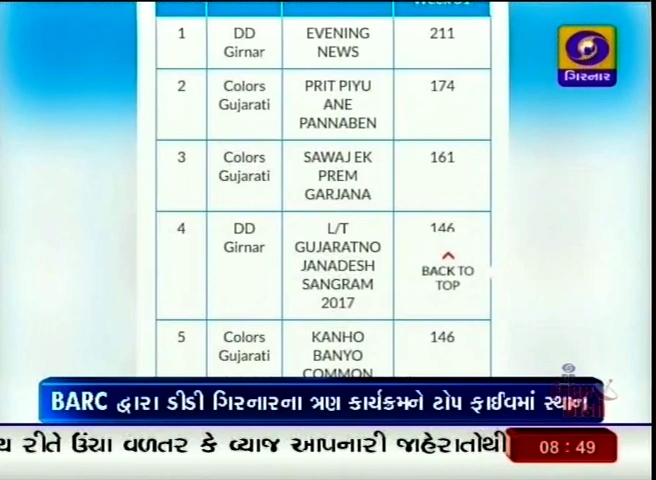 1 DD EVENING 211
Girnar NEWS
2 Colors PRIT PIYU 174
Gujarati ANE
PANNABEN
3 Colors SAWAJ EK 161
Gujarati PREM
GARJANA
4 DD L/T 146
Girnar GUJARATNO
JANADESH BACK TO
SANGRAM TOP
2017
5 Colors KANHO 146
Gujarati BANYO
COMMON
ગિરનાર
BARC દ્વારા ડીડી ગિરનારના ત્રણ કાર્યક્રમને ટોપ ફાઈવમાં સ્થાન
રીતે ઉંચા વળતર કે વ્યાજ આપનારી જાહેરાતોથી
08:49